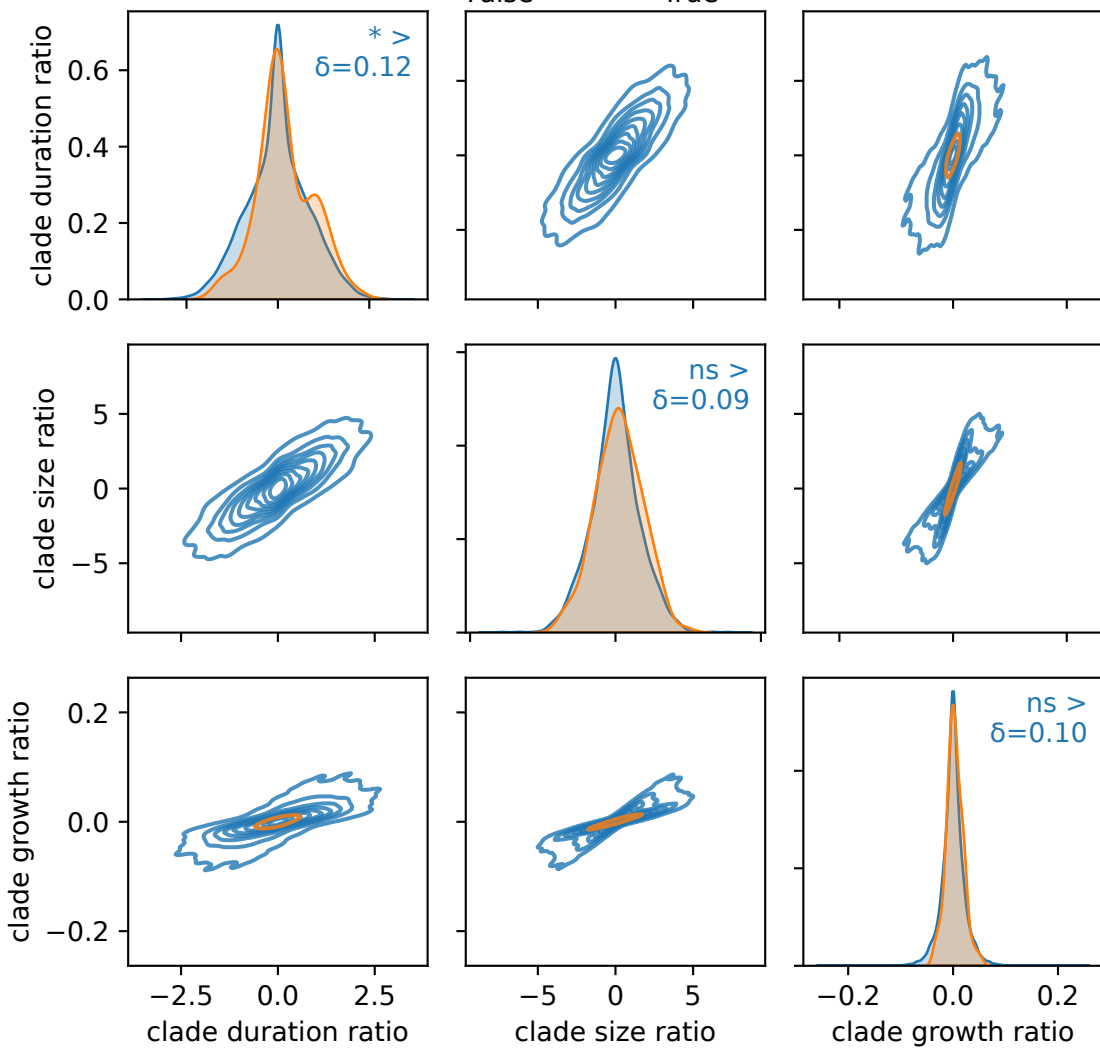 0.6
0.4
0.2
0.0
clade duration ratio
* >
δ=0.12
5
0
−5
clade size ratio
ns >
δ=0.09
0.2
0.0
−0.2
clade growth ratio
ns >
δ=0.10
−2.5 0.0 2.5
clade duration ratio
−5 0 5
clade size ratio
−0.2 0.0 0.2
clade growth ratio